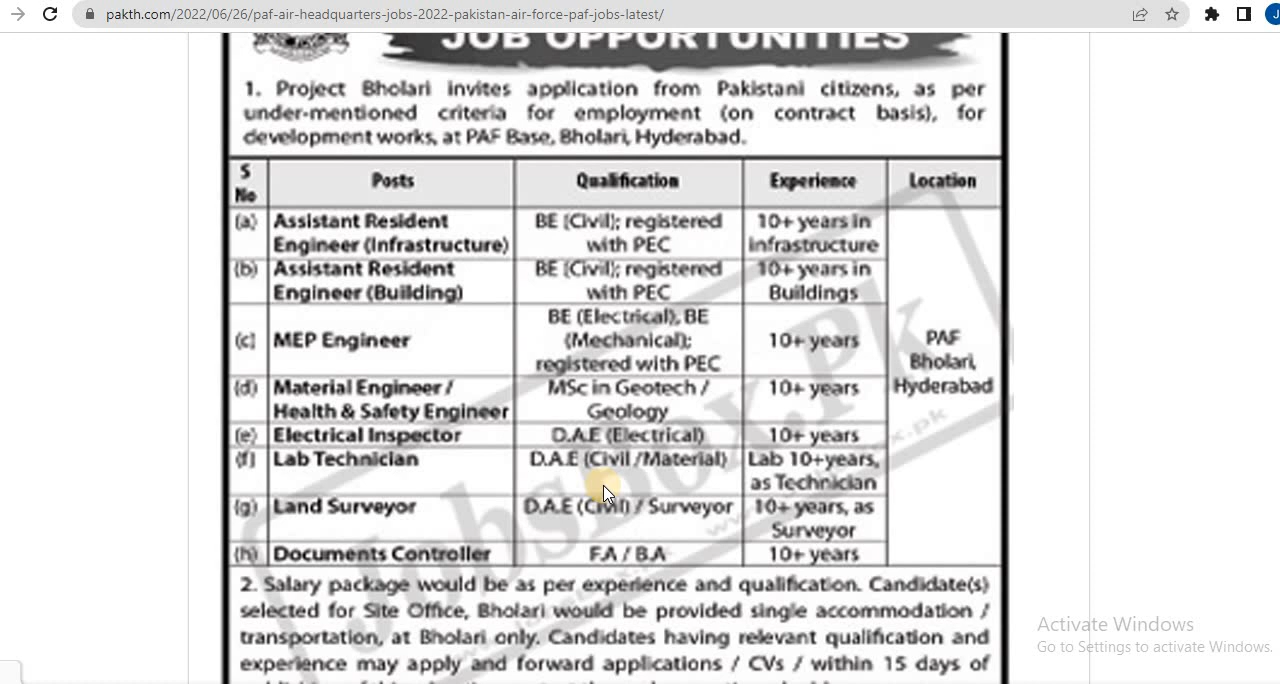 pakth.com/2022/06/26/paf-air-headquarters-jobs-2022-pakistan-air-force-paf-jobs-latest/
JOB OPPORTUNITIES
1. Project Bholari invites application from Pakistani citizens, as per
under-mentioned criteria for employment (on contract basis), for
development works, at PAF Base, Bholari, Hyderabad.
S No Posts Qualification Experience Location
(a) Assistant Resident Engineer (Infrastructure) BE (Civil); registered with PEC 10+ years in infrastructure
(b) Assistant Resident Engineer (Building) BE (Civil); registered with PEC 10+ years in Buildings
(c) MEP Engineer BE (Electrical), BE (Mechanical); registered with PEC 10+ years
PAF Bholari, Hyderabad
(d) Material Engineer / Health & Safety Engineer MSc in Geotech / Geology 10+ years
(e) Electrical Inspector D.A.E (Electrical) 10+ years
(f) Lab Technician D.A.E (Civil /Material) Lab 10+years, as Technician
(g) Land Surveyor D.A.E (Civil) / Surveyor 10+ years, as Surveyor
(h) Documents Controller F.A / B.A 10+ years
2. Salary package would be as per experience and qualification. Candidate(s)
selected for Site Office, Bholari would be provided single accommodation /
transportation, at Bholari only. Candidates having relevant qualification and
experience may apply and forward applications / CVs / within 15 days of
JobsBox.Pk
Activate Windows
Go to Settings to activate Windows.